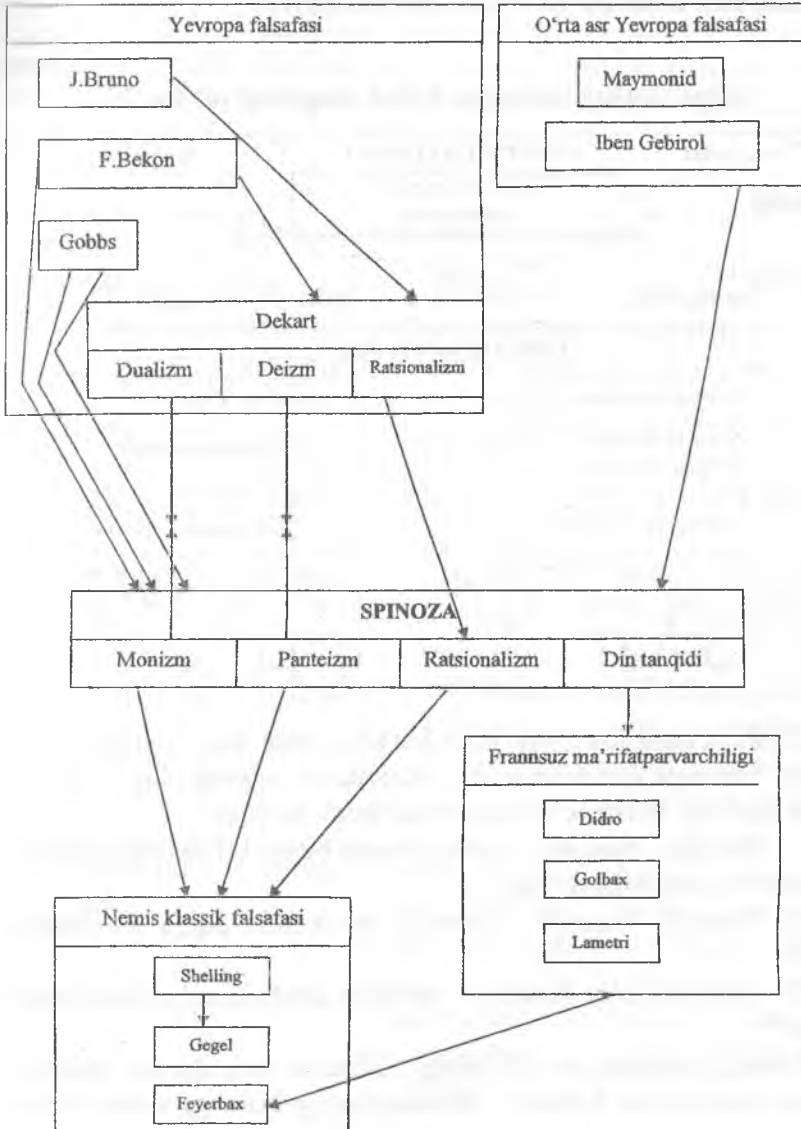 Yevropa falsafasi
O‘rta asr Yevropa falsafasi
J.Bruno
Maymonid
F.Bekon
Iben Gebirol
Gobbs
Dekart
Dualizm
Deizm
Ratsionalizm
SPINOZA
Monizm
Panteizm
Ratsionalizm
Din tanqidi
Frannsuz ma’rifatparvarchiligi
Didro
Golbax
Lametri
Nemis klassik falsafasi
Shelling
Gegel
Feyerbax